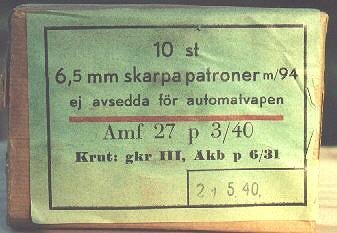 10 st
6,5 mm skarpa patroner m/94
ej avsedda för automatvapen
Amf 27 p 3/40
Krut: gkr III, Akb p 6/31
21 5. 40.